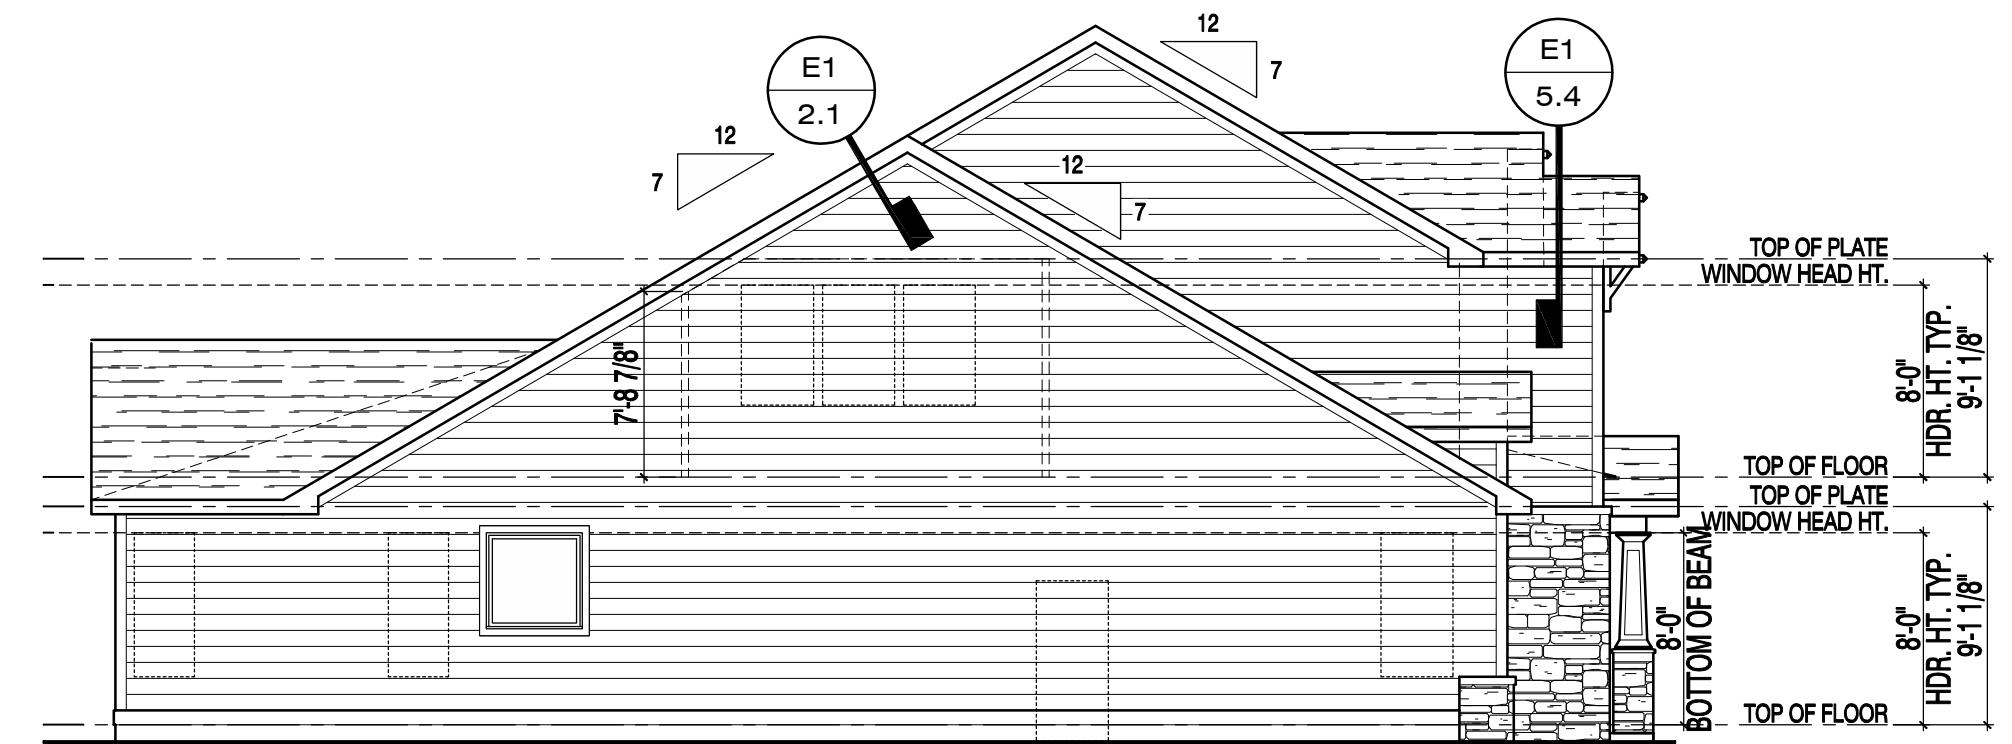 12
7
E1
2.1
E1
5.4
12
7
12
7
TOP OF PLATE
WINDOW HEAD HT.
8'-0"
HDR. HT. TYP.
9'-1 1/8"
7'-8 7/8"
TOP OF FLOOR
TOP OF PLATE
WINDOW HEAD HT.
8'-0"
BOTTOM OF BEAM
8'-0"
HDR. HT. TYP.
9'-1 1/8"
TOP OF FLOOR